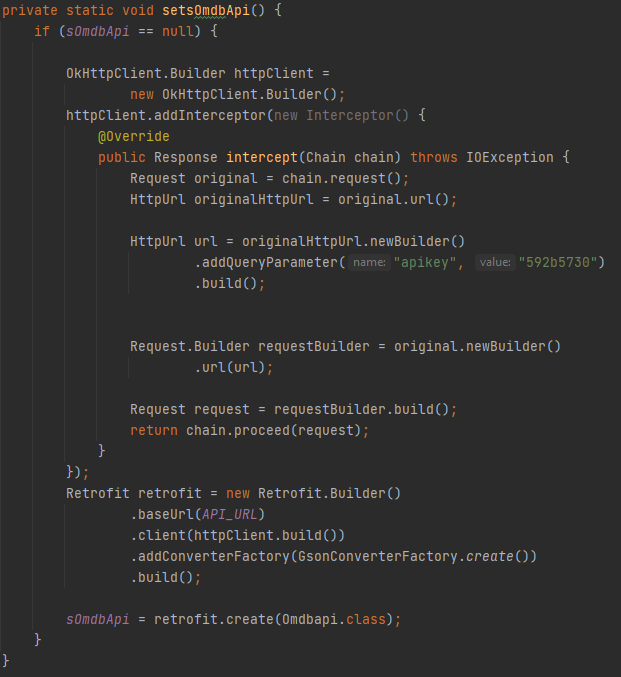 private static void setsOmdbApi() {
if (sOmdbApi == null) {
OkHttpClient.Builder httpClient =
new OkHttpClient.Builder();
httpClient.addInterceptor(new Interceptor() {
@Override
public Response intercept(Chain chain) throws IOException {
Request original = chain.request();
HttpUrl originalHttpUrl = original.url();
HttpUrl url = originalHttpUrl.newBuilder()
.addQueryParameter( name: "apikey", value: "592b5730")
.build();
Request.Builder requestBuilder = original.newBuilder()
.url(url);
Request request = requestBuilder.build();
return chain.proceed(request);
}
});
Retrofit retrofit = new Retrofit.Builder()
.baseUrl(API_URL)
.client(httpClient.build())
.addConverterFactory(GsonConverterFactory.create())
.build();
sOmdbApi = retrofit.create(Omdbapi.class);
}
}